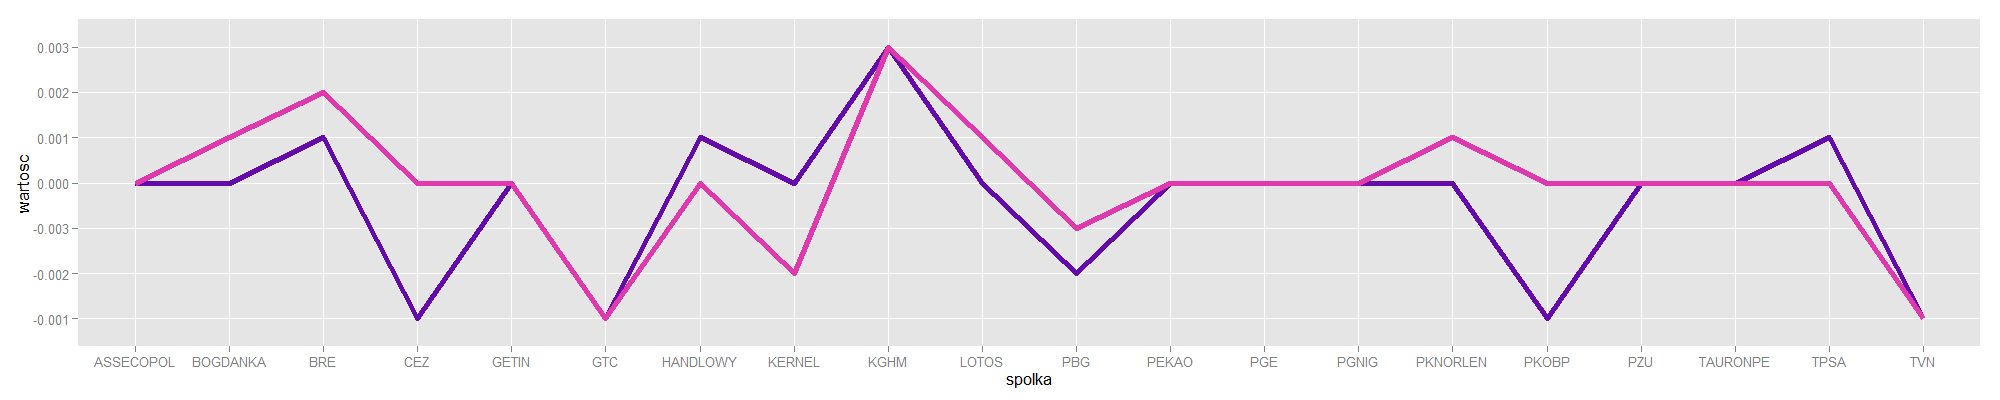 wartosc
0.003
0.002
0.001
0.000
-0.003
-0.002
-0.001
ASSECOPOL BOGDANKA BRE CEZ GETIN GTC HANDLOWY KERNEL KGHM LOTOS PBG PEKAO PGE PGNIG PKNORLEN PKOBP PZU TAURONPE TPSA TVN
spolka